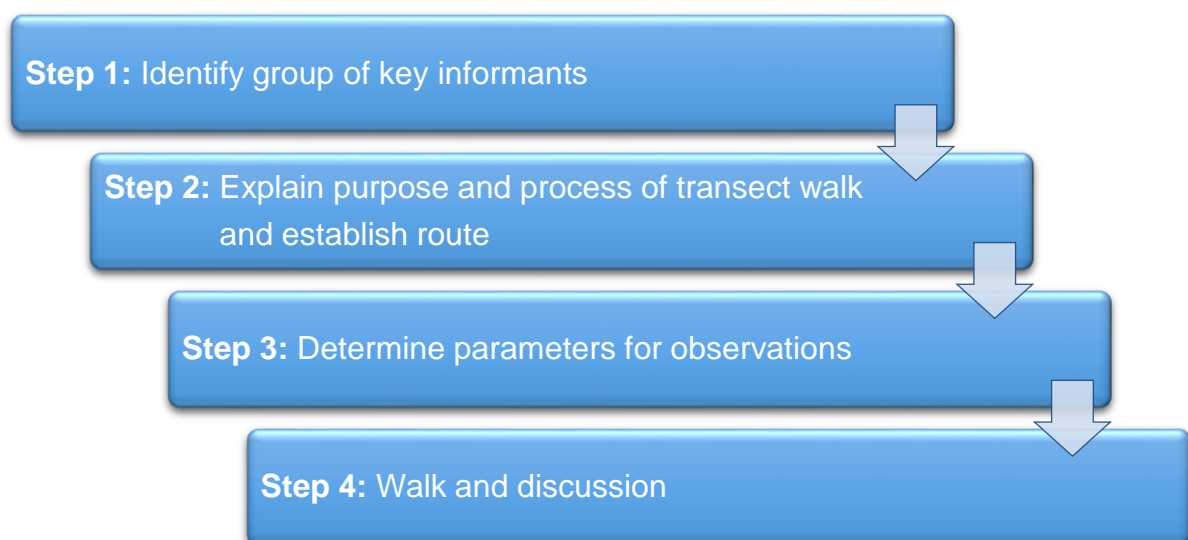 Step 1: Identify group of key informants
Step 2: Explain purpose and process of transect walk
and establish route
Step 3: Determine parameters for observations
Step 4: Walk and discussion